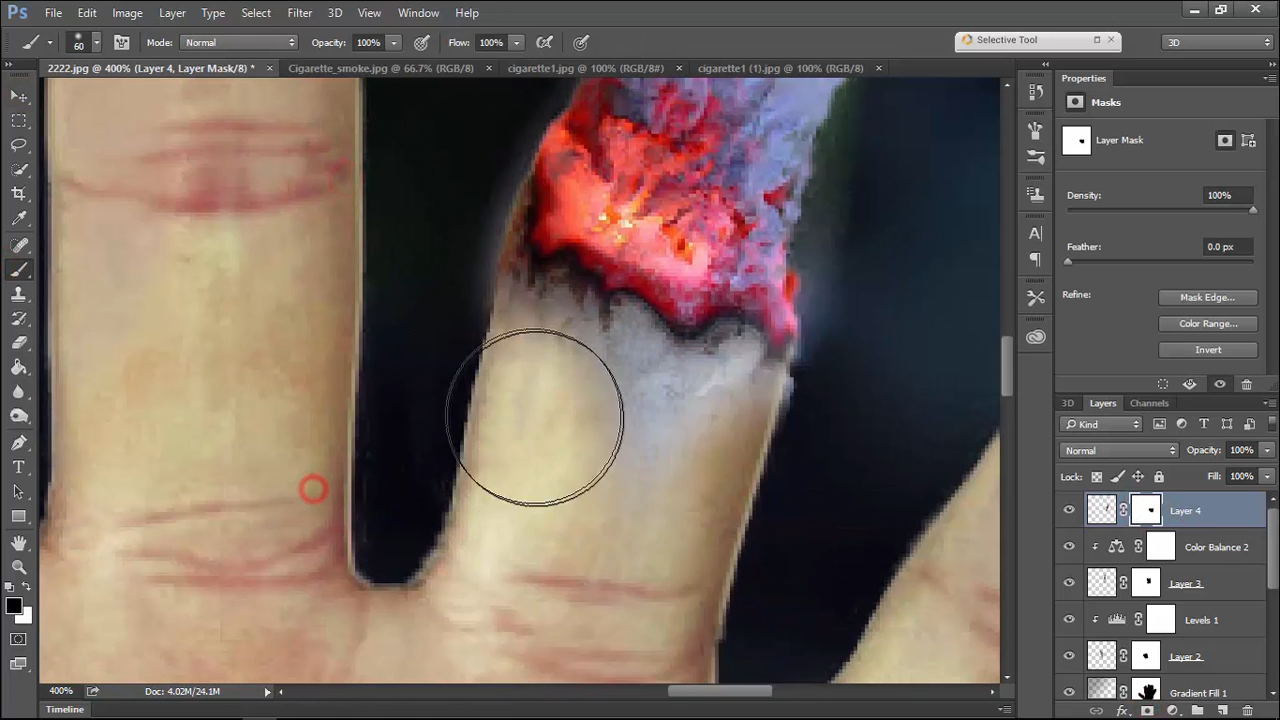 Ps File Edit Image Layer Type Select Filter 3D View Window Help
60 Mode: Normal Opacity: 100% Flow: 100% Selective Tool 3D
2222.jpg @ 400% (Layer 4, Layer Mask/8) * × Cigarette_smoke.jpg @ 66.7% (RGB/8) × cigarette1.jpg @ 100% (RGB/8#) × cigarette1 (1).jpg @ 100% (RGB/8) ×
Properties
Masks
Layer Mask
Density: 100%
Feather: 0.0 px
Refine: Mask Edge...
Color Range...
Invert
3D Layers Channels
Kind
Normal Opacity: 100%
Lock: Fill: 100%
Layer 4
Color Balance 2
Layer 3
Levels 1
Layer 2
Gradient Fill 1
400% Doc: 4.02M/24.1M
Timeline